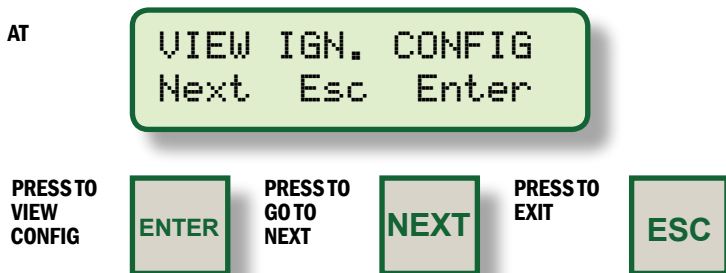 AT
VIEW IGN. CONFIG
Next Esc Enter
PRESS TO
VIEW
CONFIG
ENTER
PRESS TO
GO TO
NEXT
NEXT
PRESS TO
EXIT
ESC